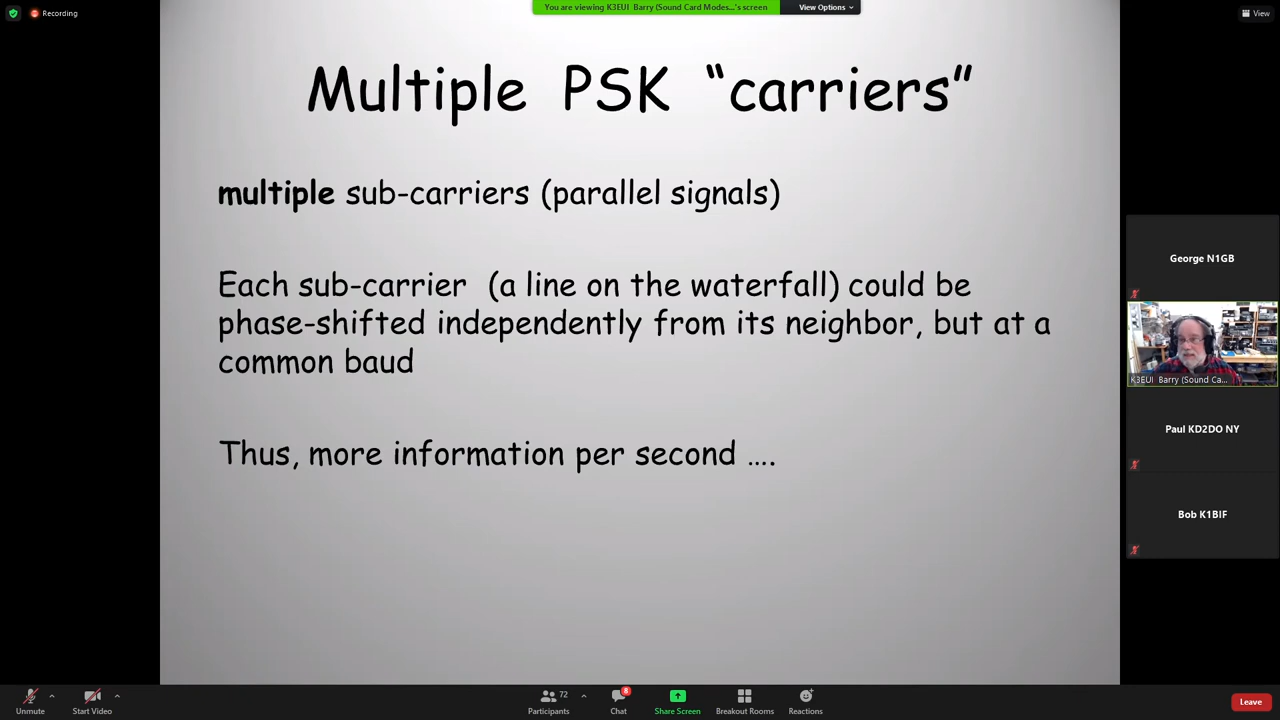 Recording
You are viewing K3EUI Barry (Sound Card Modes...'s screen
View Options
View
Multiple PSK “carriers”
multiple sub-carriers (parallel signals)
Each sub-carrier (a line on the waterfall) could be
phase-shifted independently from its neighbor, but at a
common baud
Thus, more information per second ….
George N1GB
K3EUI Barry (Sound Ca...
Paul KD2DO NY
Bob K1BIF
Unmute
Start Video
72
Participants
8
Chat
Share Screen
Breakout Rooms
Reactions
Leave